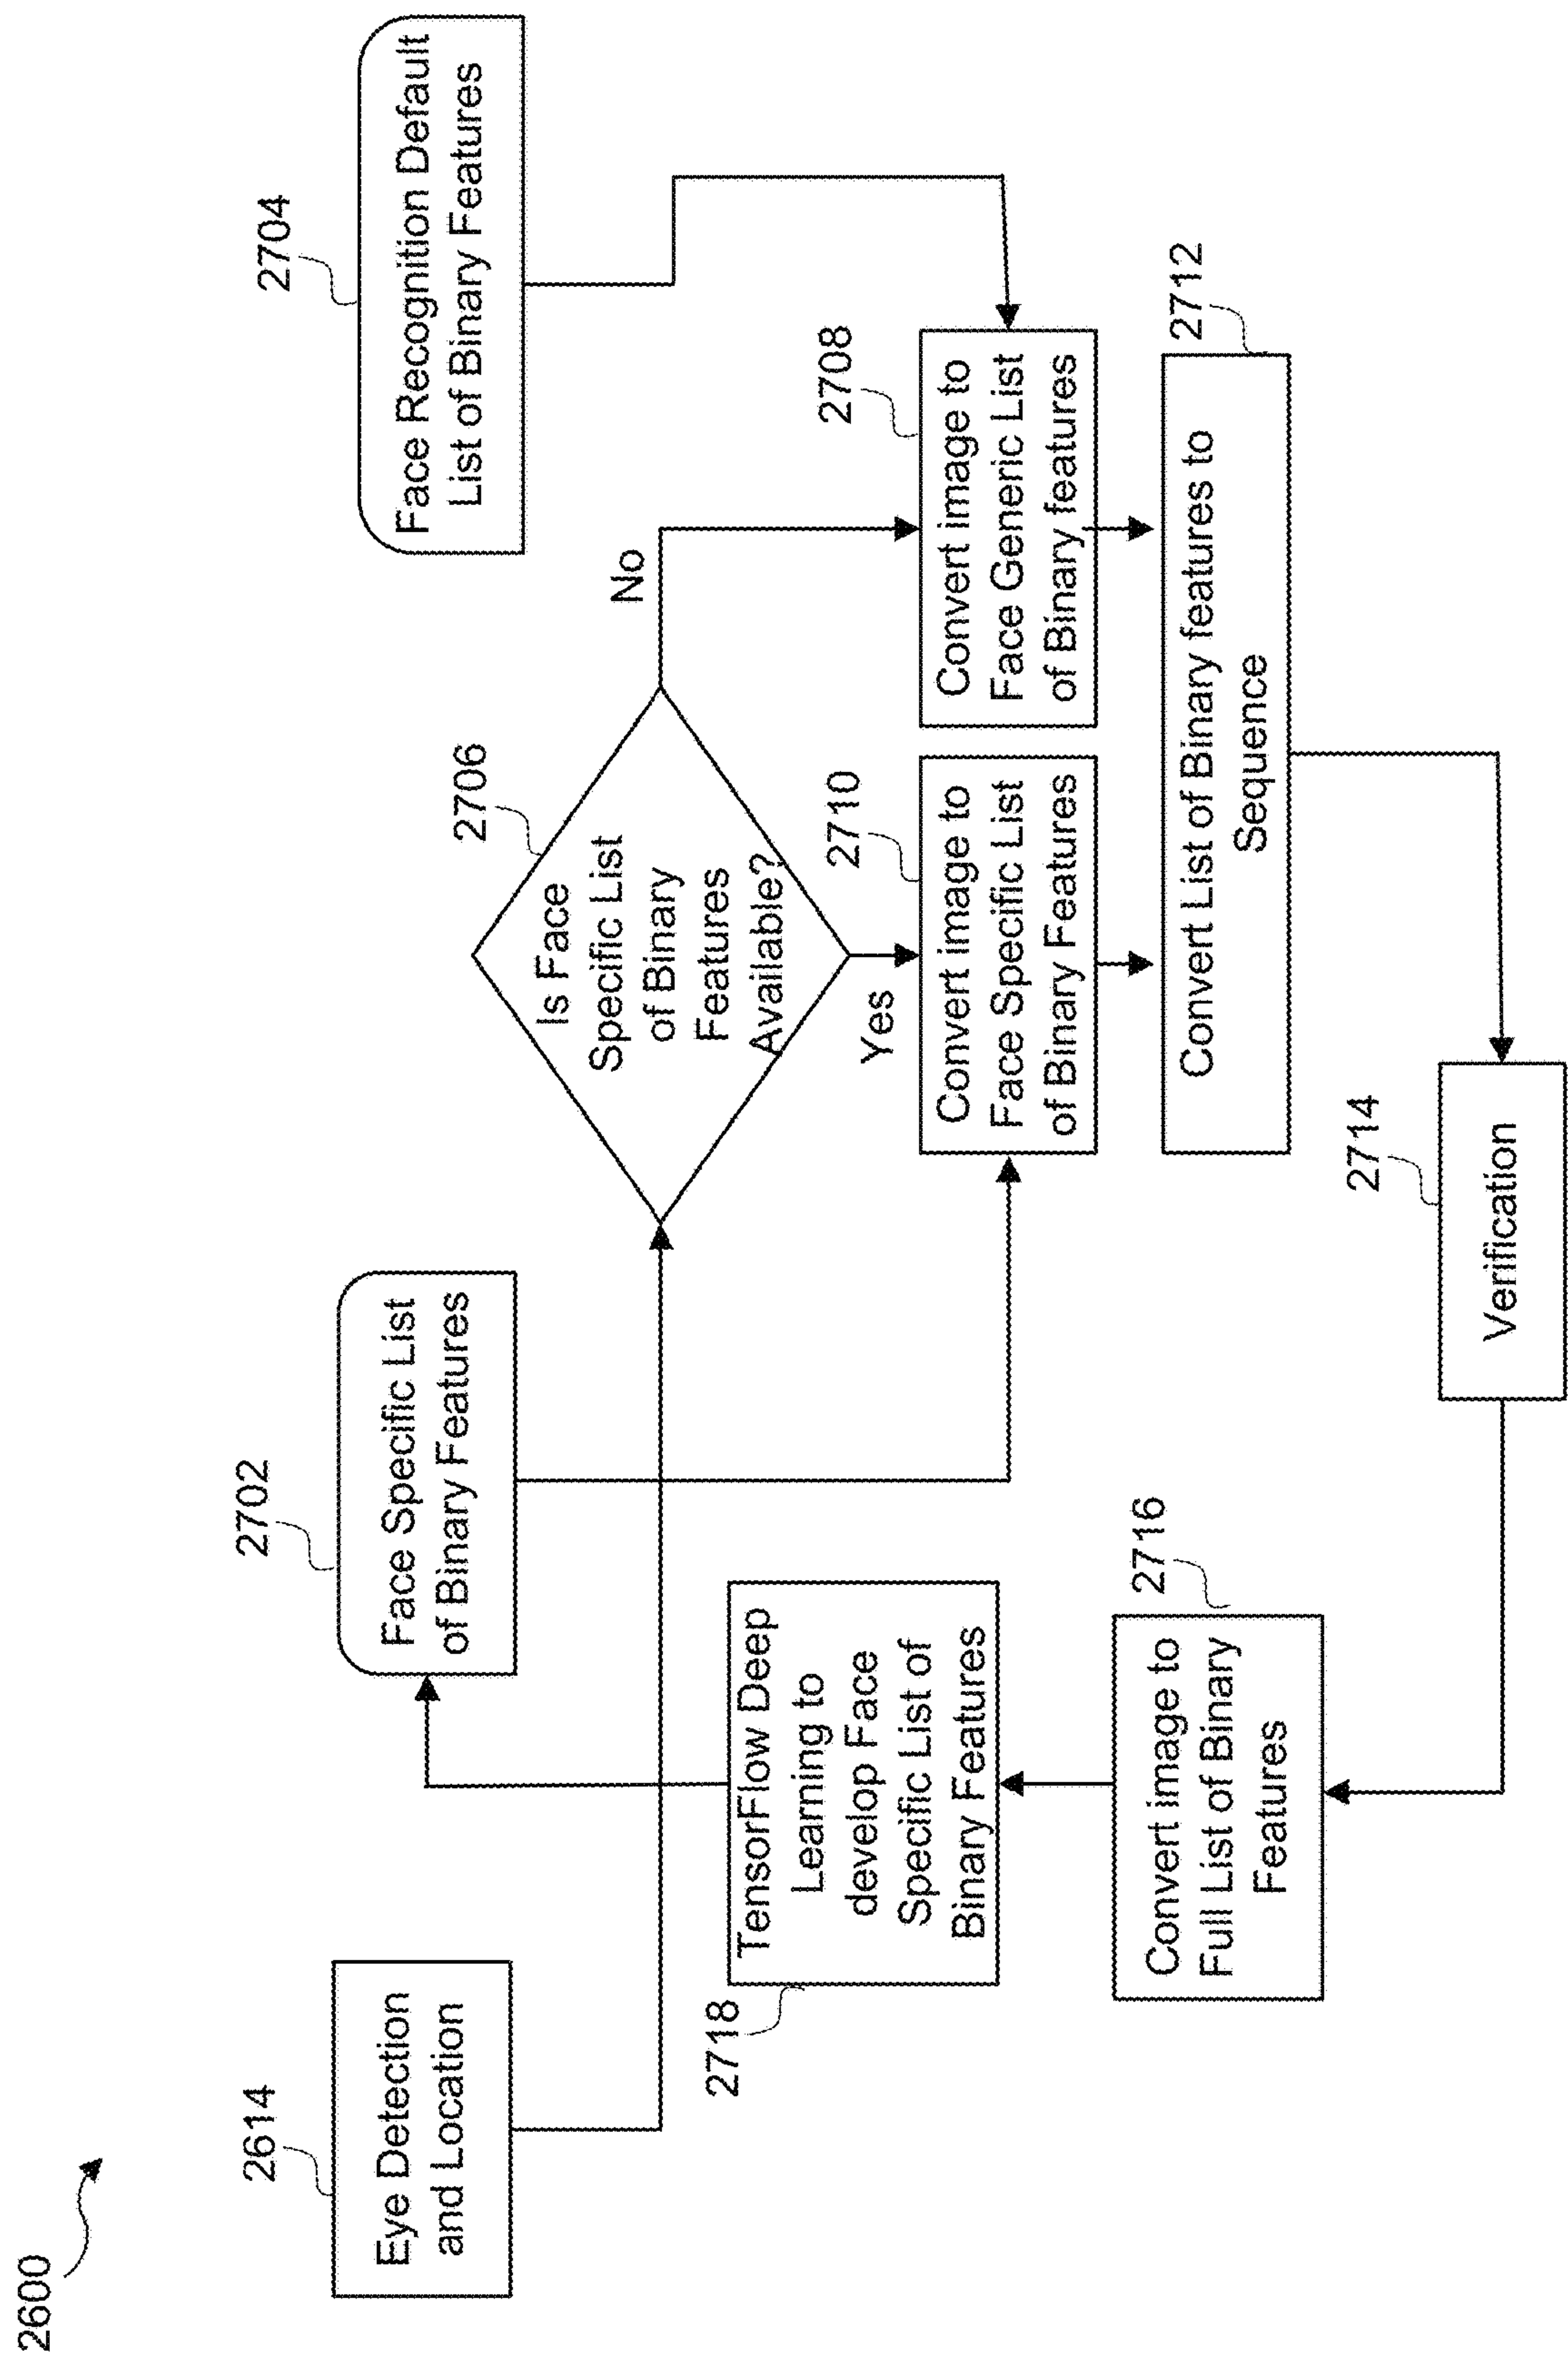 2600
2614
Eye Detection
and Location
2702
Face Specific List
of Binary Features
2704
Face Recognition Default
List of Binary Features
2706
Is Face
Specific List
of Binary
Features
Available?
No
Yes
2718
TensorFlow Deep
Learning to
develop Face
Specific List of
Binary Features
2710
Convert image to
Face Specific List
of Binary Features
2708
Convert image to
Face Generic List
of Binary features
2716
Convert image to
Full List of Binary
Features
2712
Convert List of Binary features to
Sequence
2714
Verification